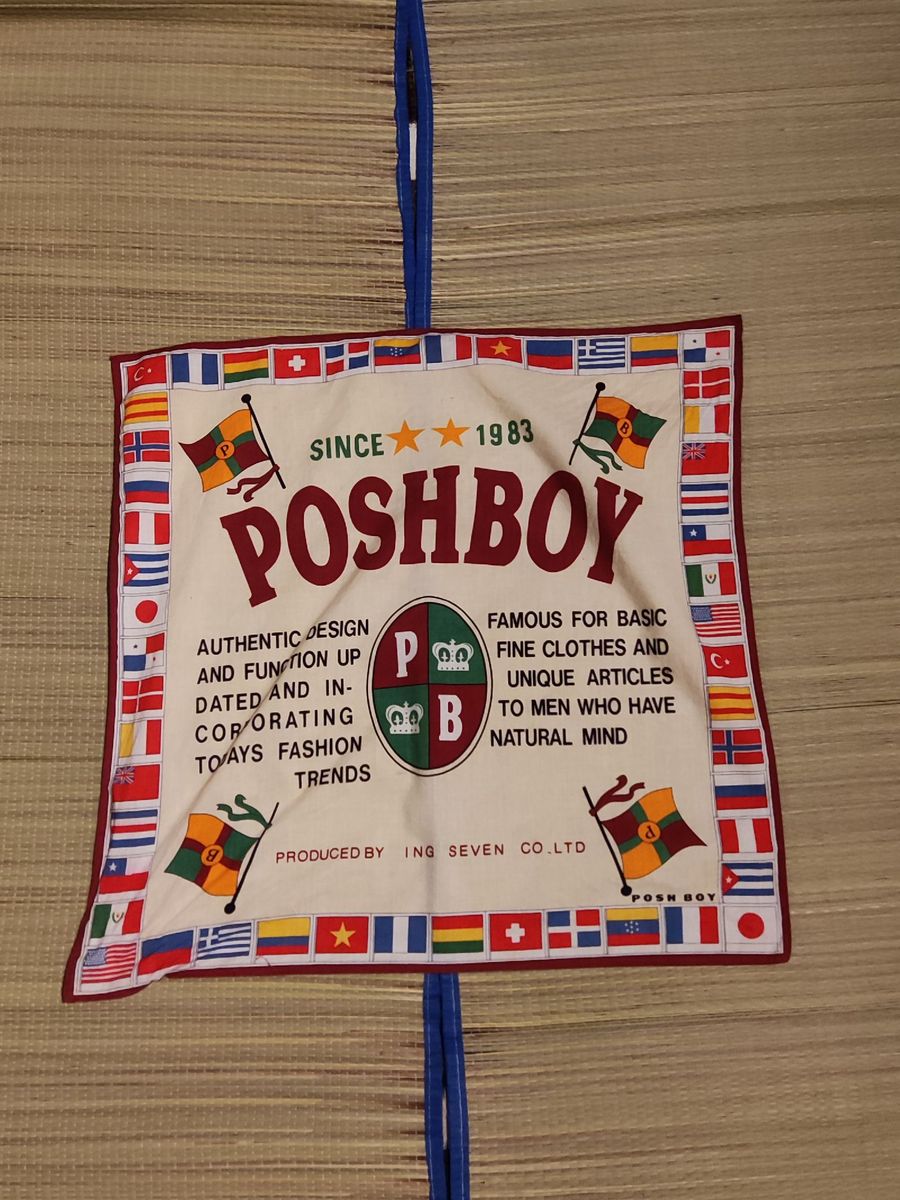 SINCE 1983
POSHBOY
AUTHENTIC DESIGN
AND FUNCTION UP
DATED AND IN-
CORPORATING
TODAYS FASHION
TRENDS
P
B
FAMOUS FOR BASIC
FINE CLOTHES AND
UNIQUE ARTICLES
TO MEN WHO HAVE
NATURAL MIND
PRODUCED BY ING SEVEN CO.,LTD
POSH BOY
P
B
B
P